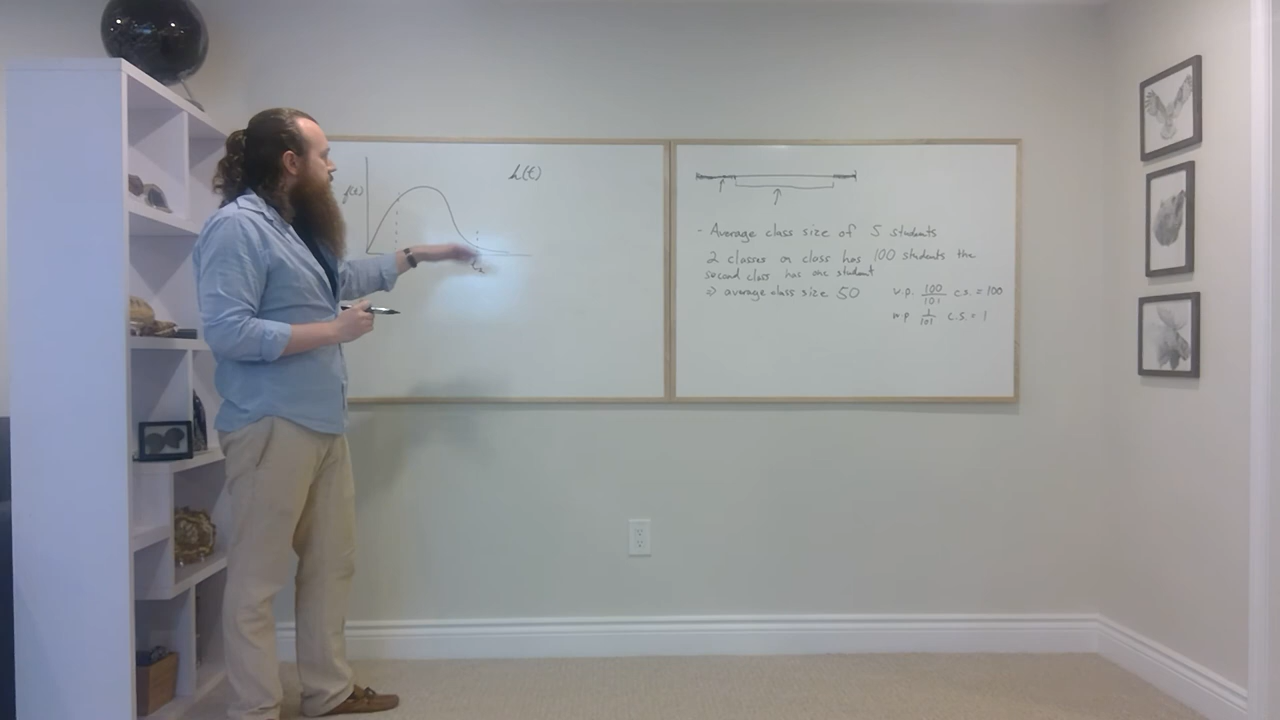 f(t)
h(t)
t₂
- Average class size of 5 students
2 classes on class has 100 students the
second class has one student
⇒ average class size 50
w.p. 100/101 c.s. = 100
w.p 1/101 c.s. = 1